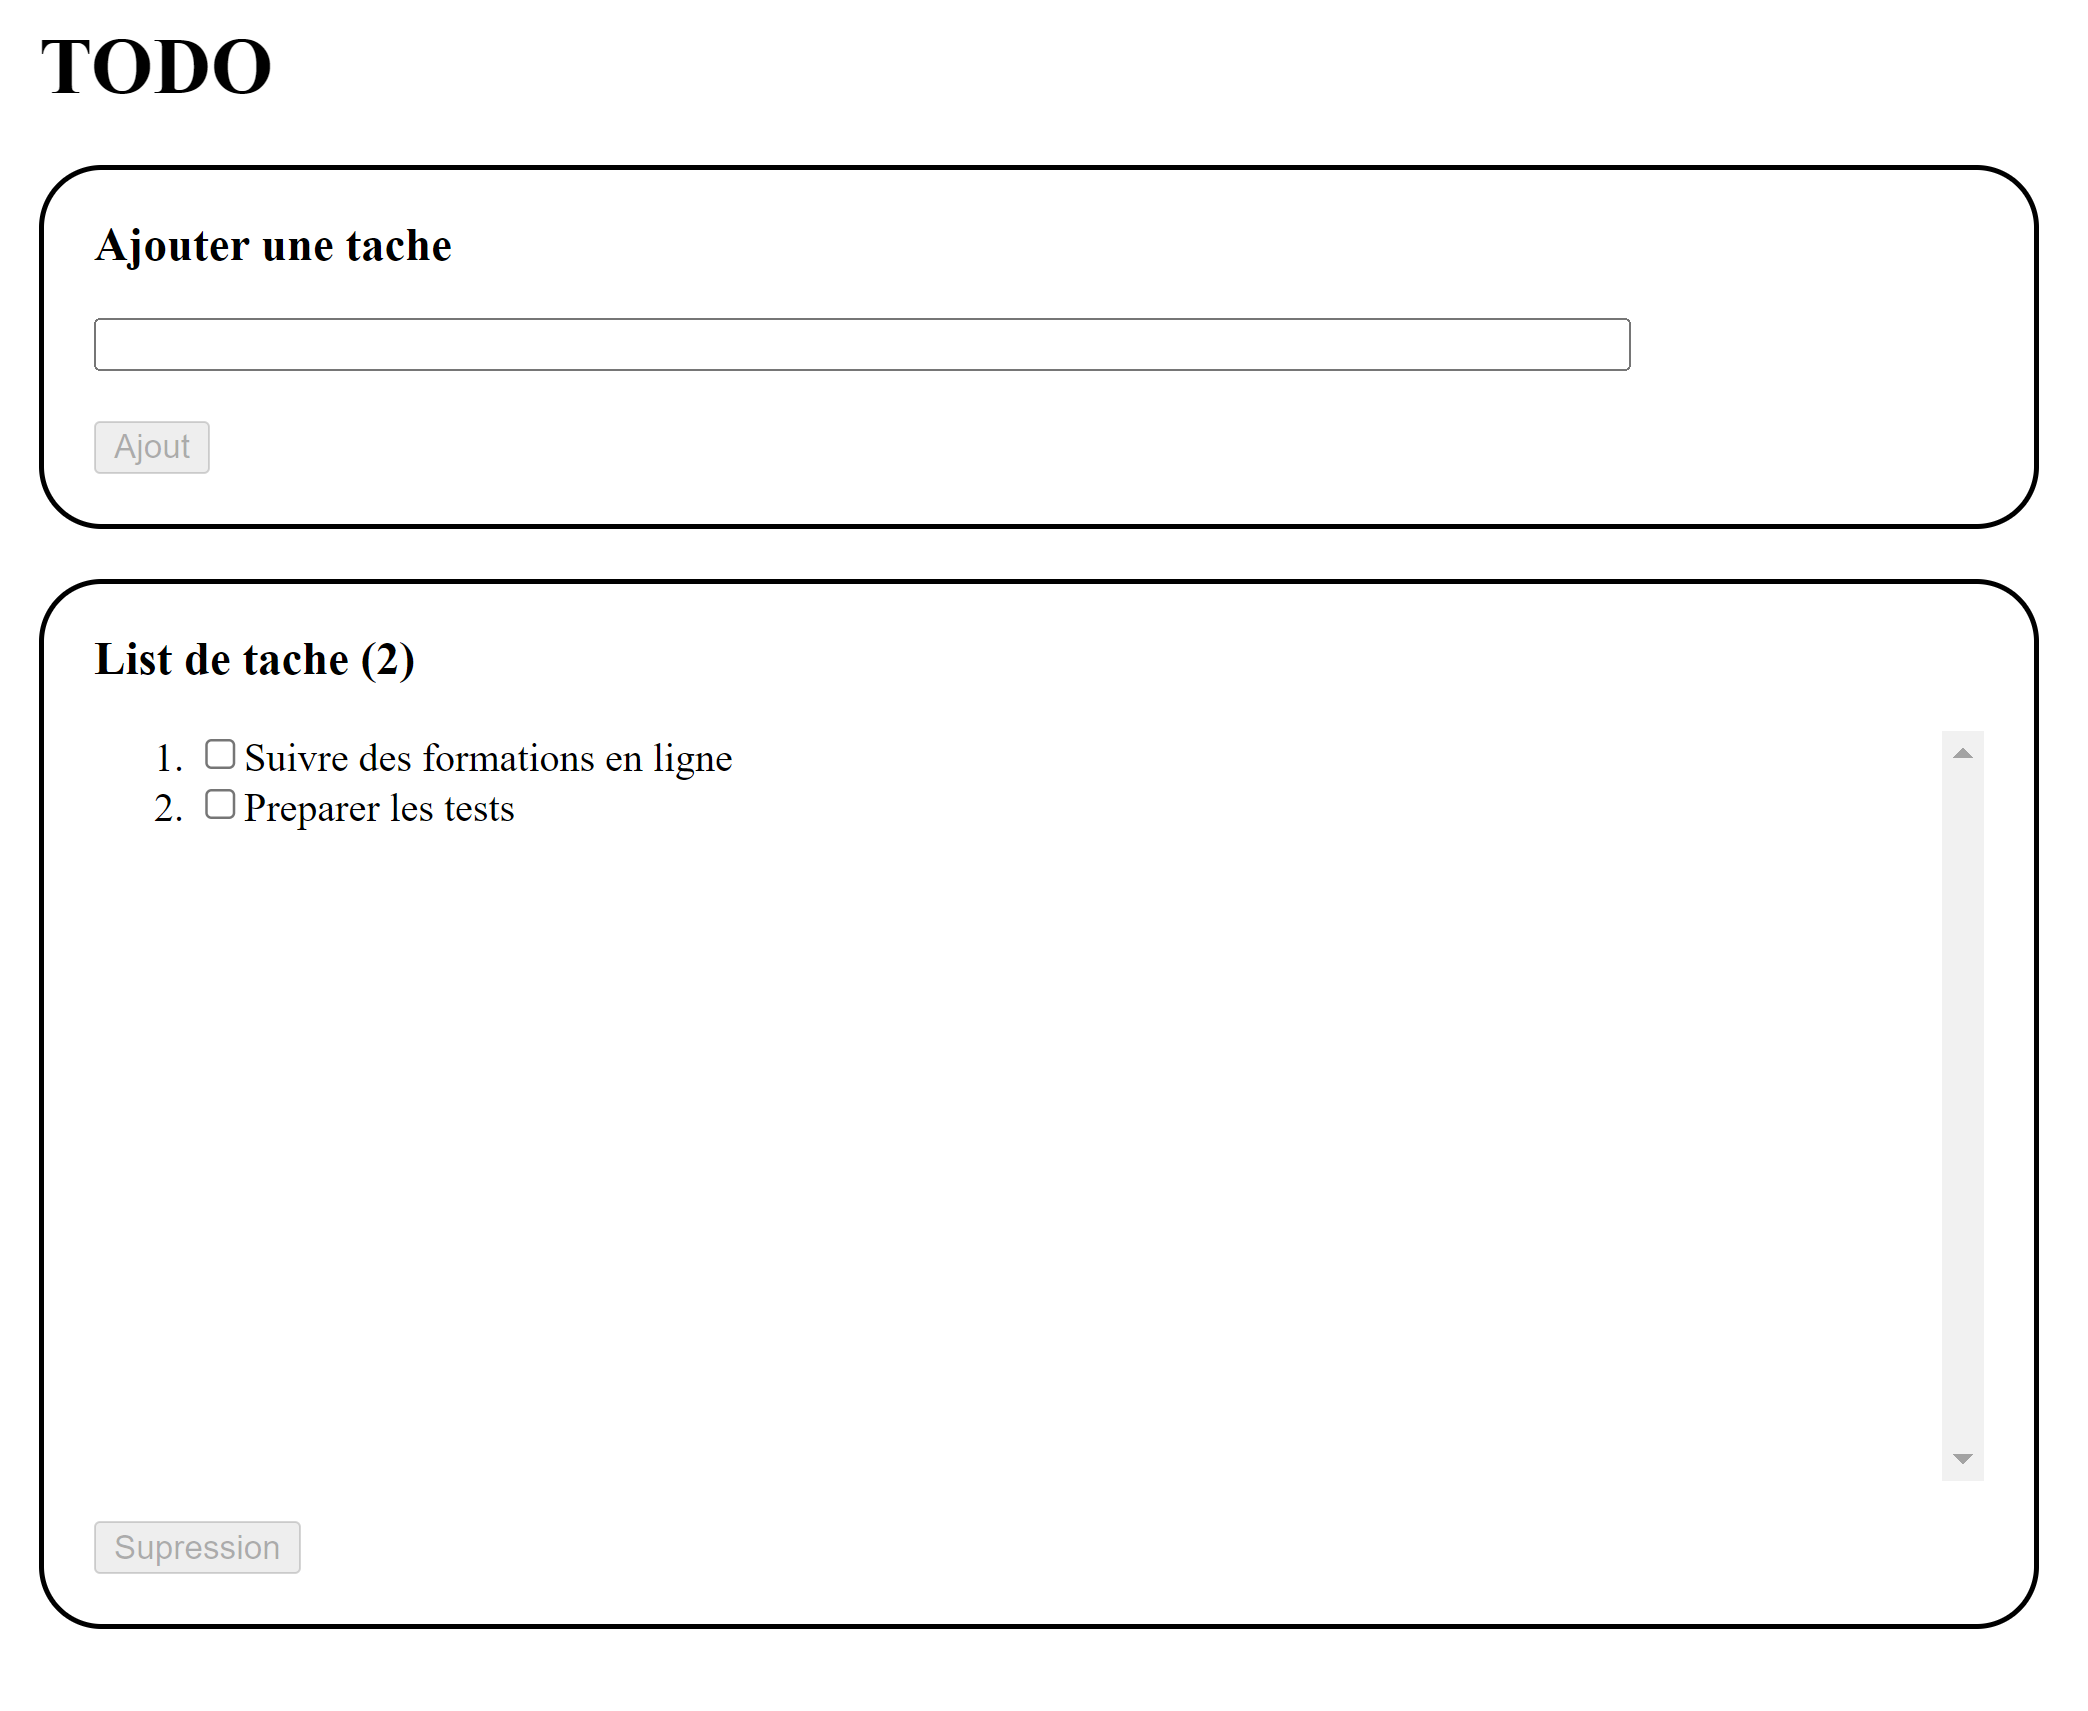 TODO
Ajouter une tache
Ajout
List de tache (2)
1. Suivre des formations en ligne
2. Preparer les tests
Supression